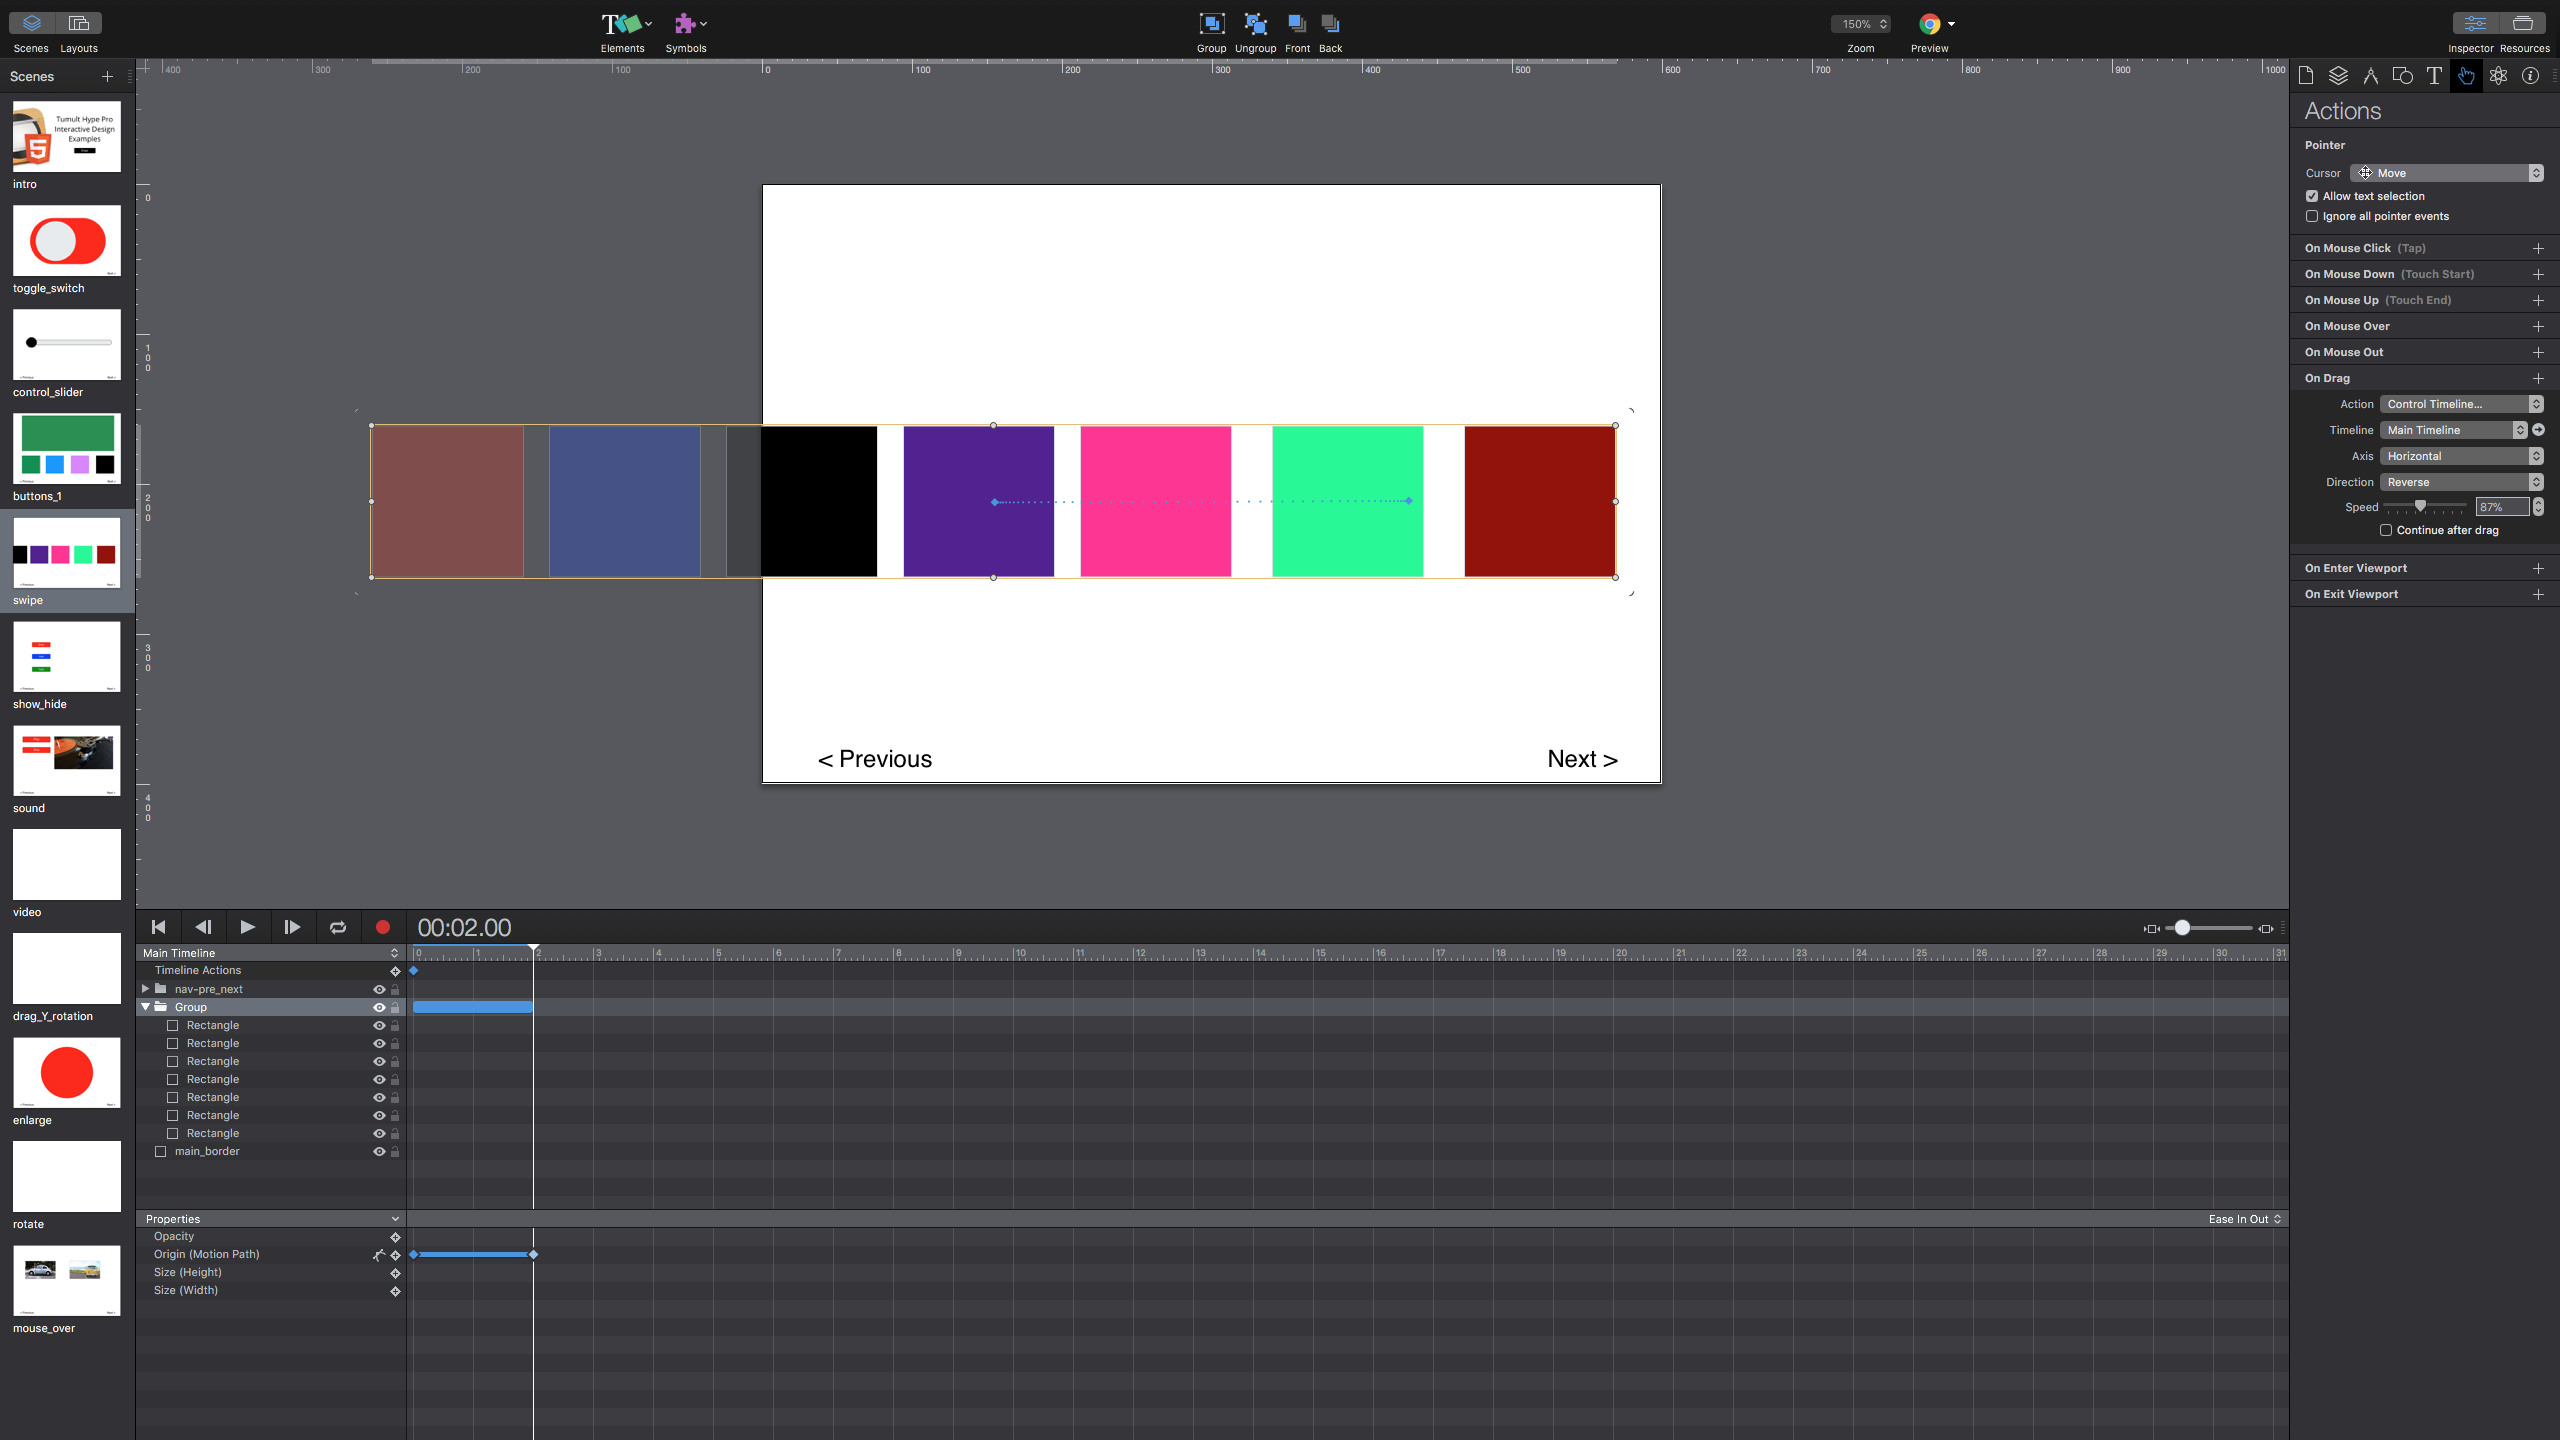 Scenes Layouts
Elements Symbols
Group Ungroup Front Back
150%
Zoom
Preview
Inspector Resources
Scenes
Tumult Hype Pro
Interactive Design
Examples
intro
toggle_switch
control_slider
buttons_1
swipe
show_hide
sound
video
drag_Y_rotation
enlarge
rotate
mouse_over
400 300 200 100 0 100 200 300 400 500 600 700 800 900 1000
0
100
200
300
400
< Previous
Next >
Actions
Pointer
Cursor Move
Allow text selection
Ignore all pointer events
On Mouse Click (Tap)
On Mouse Down (Touch Start)
On Mouse Up (Touch End)
On Mouse Over
On Mouse Out
On Drag
Action Control Timeline...
Timeline Main Timeline
Axis Horizontal
Direction Reverse
Speed 87%
Continue after drag
On Enter Viewport
On Exit Viewport
00:02.00
Main Timeline
0 1 2 3 4 5 6 7 8 9 10 11 12 13 14 15 16 17 18 19 20 21 22 23 24 25 26 27 28 29 30 31
Timeline Actions
nav-pre_next
Group
Rectangle
Rectangle
Rectangle
Rectangle
Rectangle
Rectangle
Rectangle
main_border
Properties
Ease In Out
Opacity
Origin (Motion Path)
Size (Height)
Size (Width)